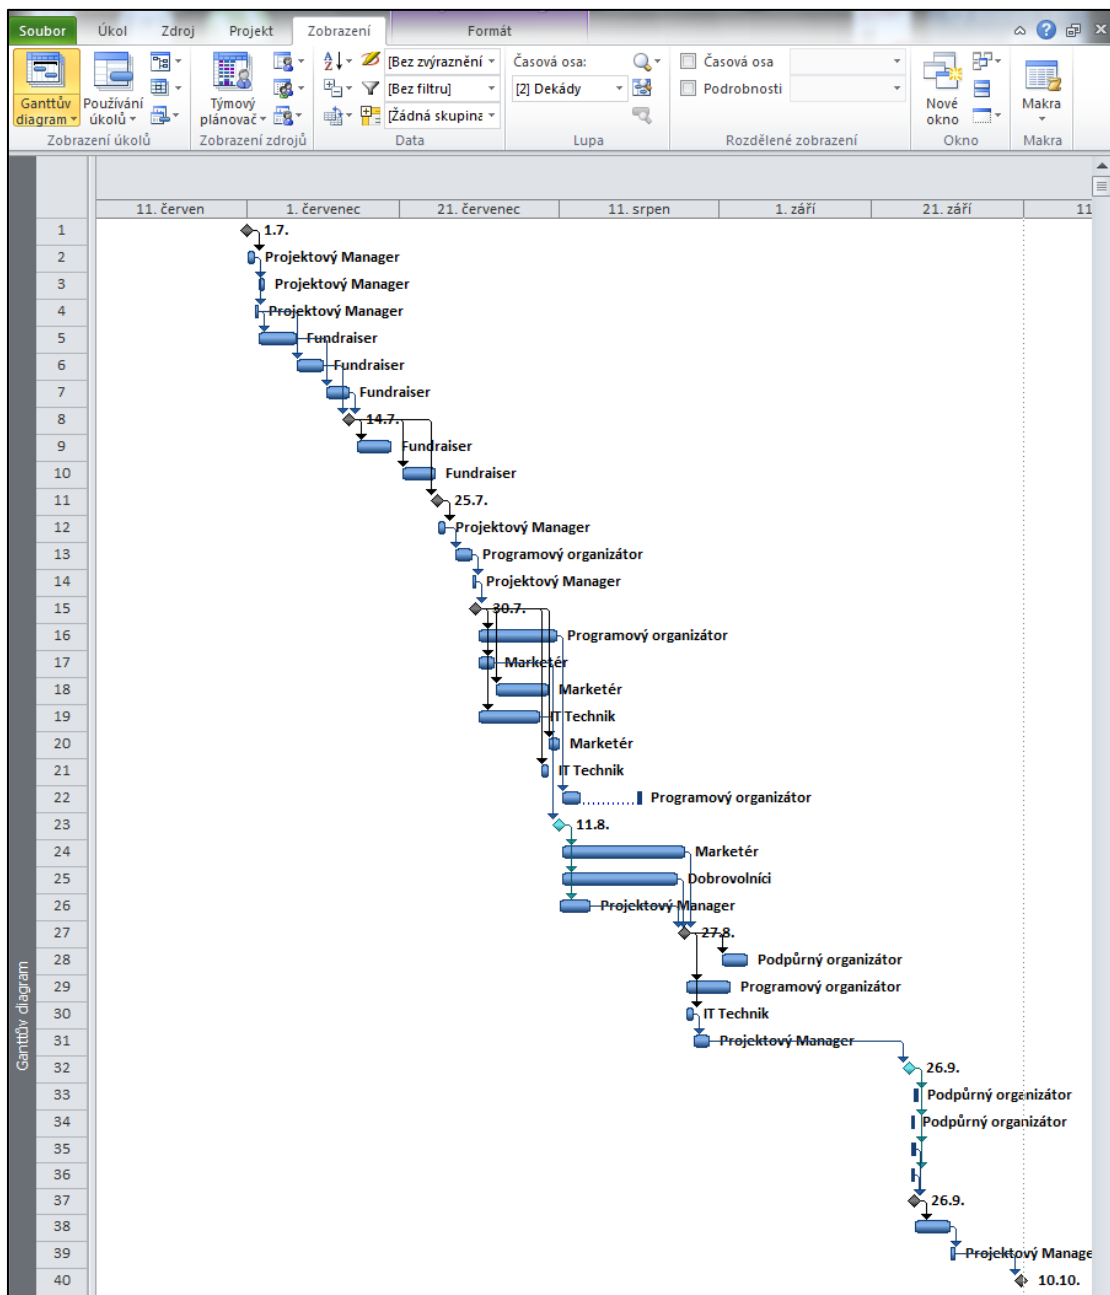 Soubor Úkol Zdroj Projekt Zobrazení Formát
[Bez zvýraznění Časová osa: Časová osa
[Bez filtru] [2] Dekády Podrobnosti
Ganttův diagram Používání úkolů Týmový plánovač [Žádná skupina Nové okno Makra
Zobrazení úkolů Zobrazení zdrojů Data Lupa Rozdělené zobrazení Okno Makra
11. červen 1. červenec 21. červenec 11. srpen 1. září 21. září 11
1 1.7.
2 Projektový Manager
3 Projektový Manager
4 Projektový Manager
5 Fundraiser
6 Fundraiser
7 Fundraiser
8 14.7.
9 Fundraiser
10 Fundraiser
11 25.7.
12 Projektový Manager
13 Programový organizátor
14 Projektový Manager
15 30.7.
16 Programový organizátor
17 Marketér
18 Marketér
19 IT Technik
20 Marketér
21 IT Technik
22 Programový organizátor
23 11.8.
24 Marketér
25 Dobrovolníci
26 Projektový Manager
27 27.8.
28 Podpůrný organizátor
29 Programový organizátor
30 IT Technik
31 Projektový Manager
32 26.9.
33 Podpůrný organizátor
34 Podpůrný organizátor
35
36
37 26.9.
38
39 Projektový Manage
40 10.10.
Ganttův diagram